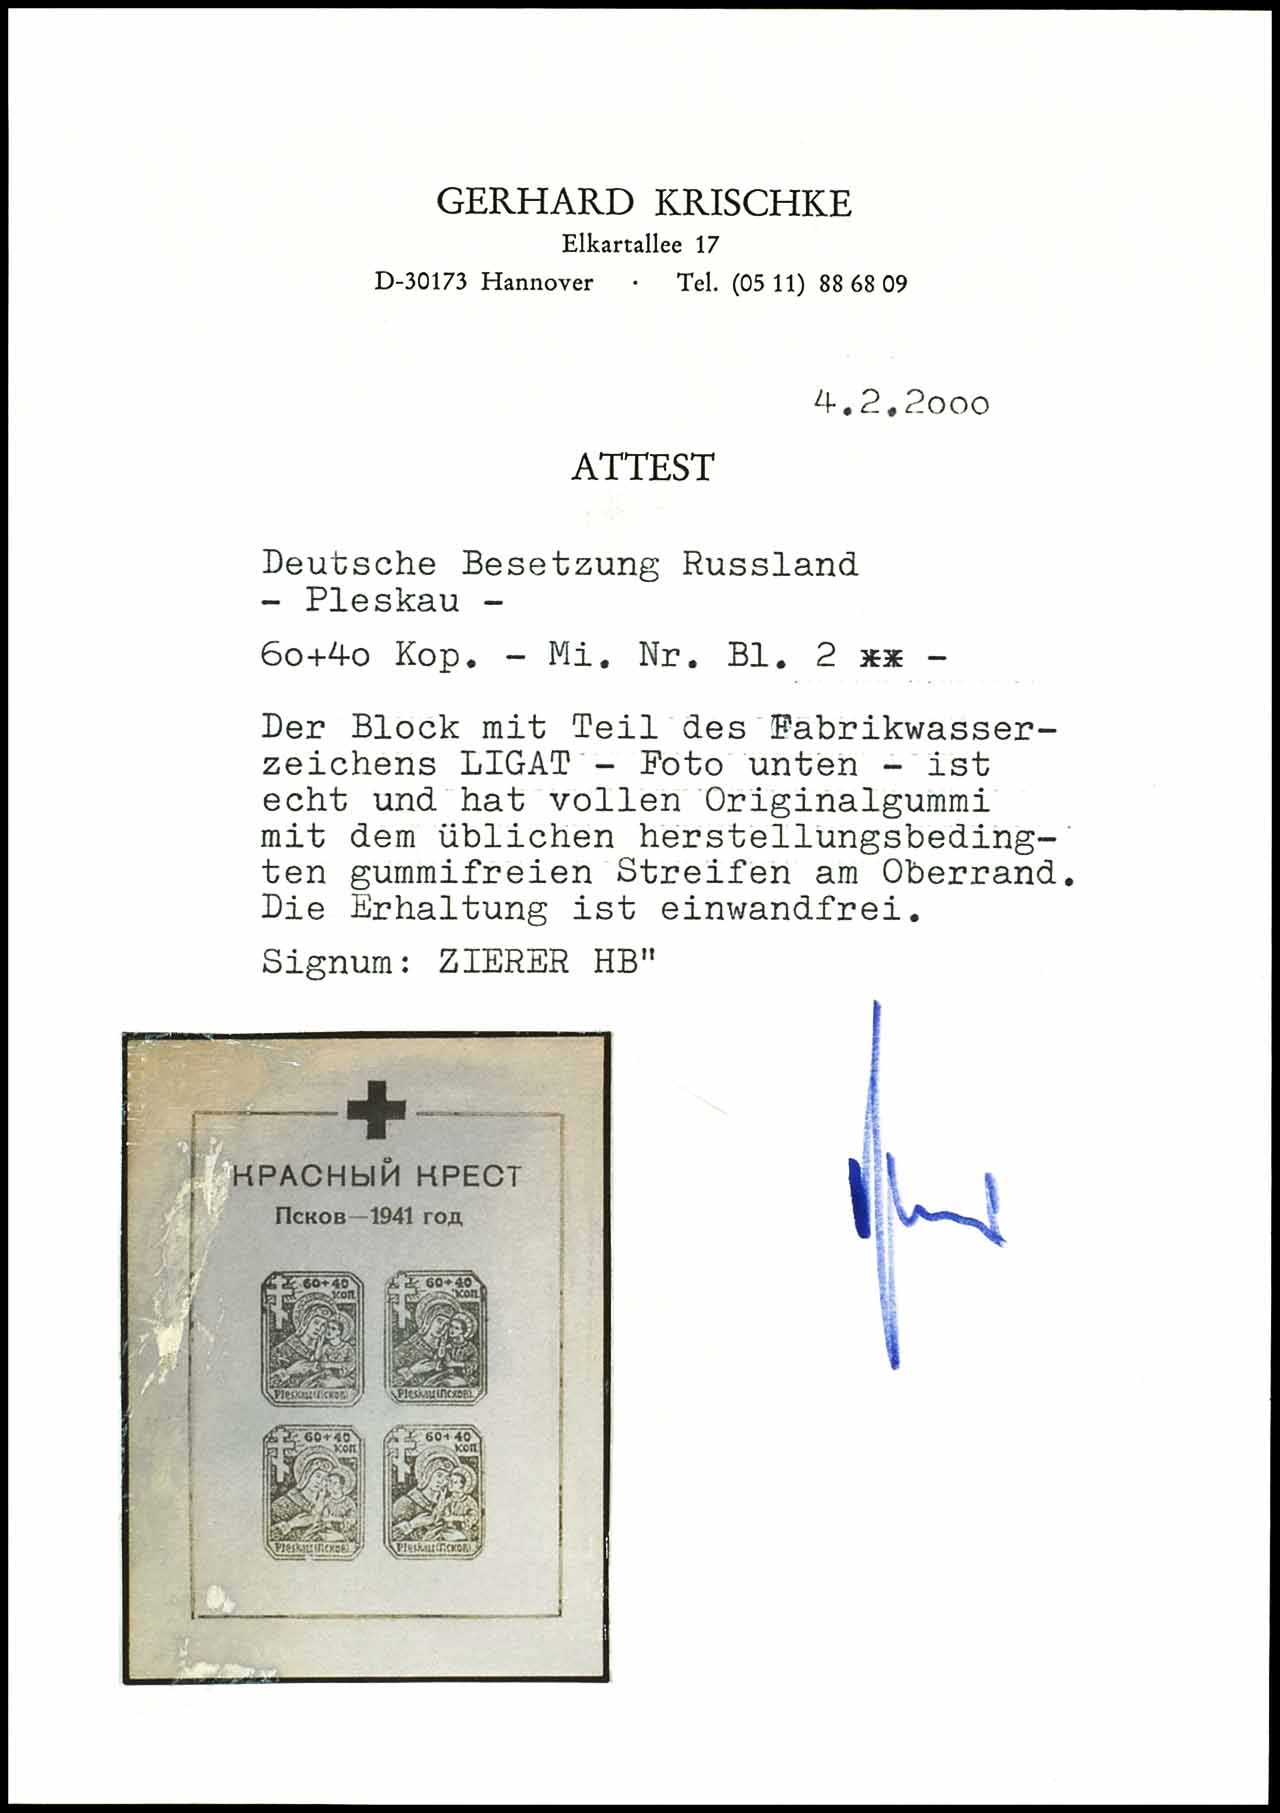 GERHARD KRISCHKE
Elkartallee 17
D-30173 Hannover · Tel. (05 11) 88 68 09
4.2.2ooo
ATTEST
Deutsche Besetzung Russland
- Pleskau -
6o+4o Kop. - Mi. Nr. Bl. 2 ** -
Der Block mit Teil des Fabrikwasser-
zeichens LIGAT - Foto unten - ist
echt und hat vollen Originalgummi
mit dem üblichen herstellungsbeding-
ten gummifreien Streifen am Oberrand.
Die Erhaltung ist einwandfrei.
Signum: ZIERER HB"
КРАСНЫЙ КРЕСТ
Псков—1941 год
60+40 КОП
Pleskau (Псков)
60+40 КОП
Pleskau (Псков)
60+40 КОП
Pleskau (Псков)
60+40 КОП
Pleskau (Псков)